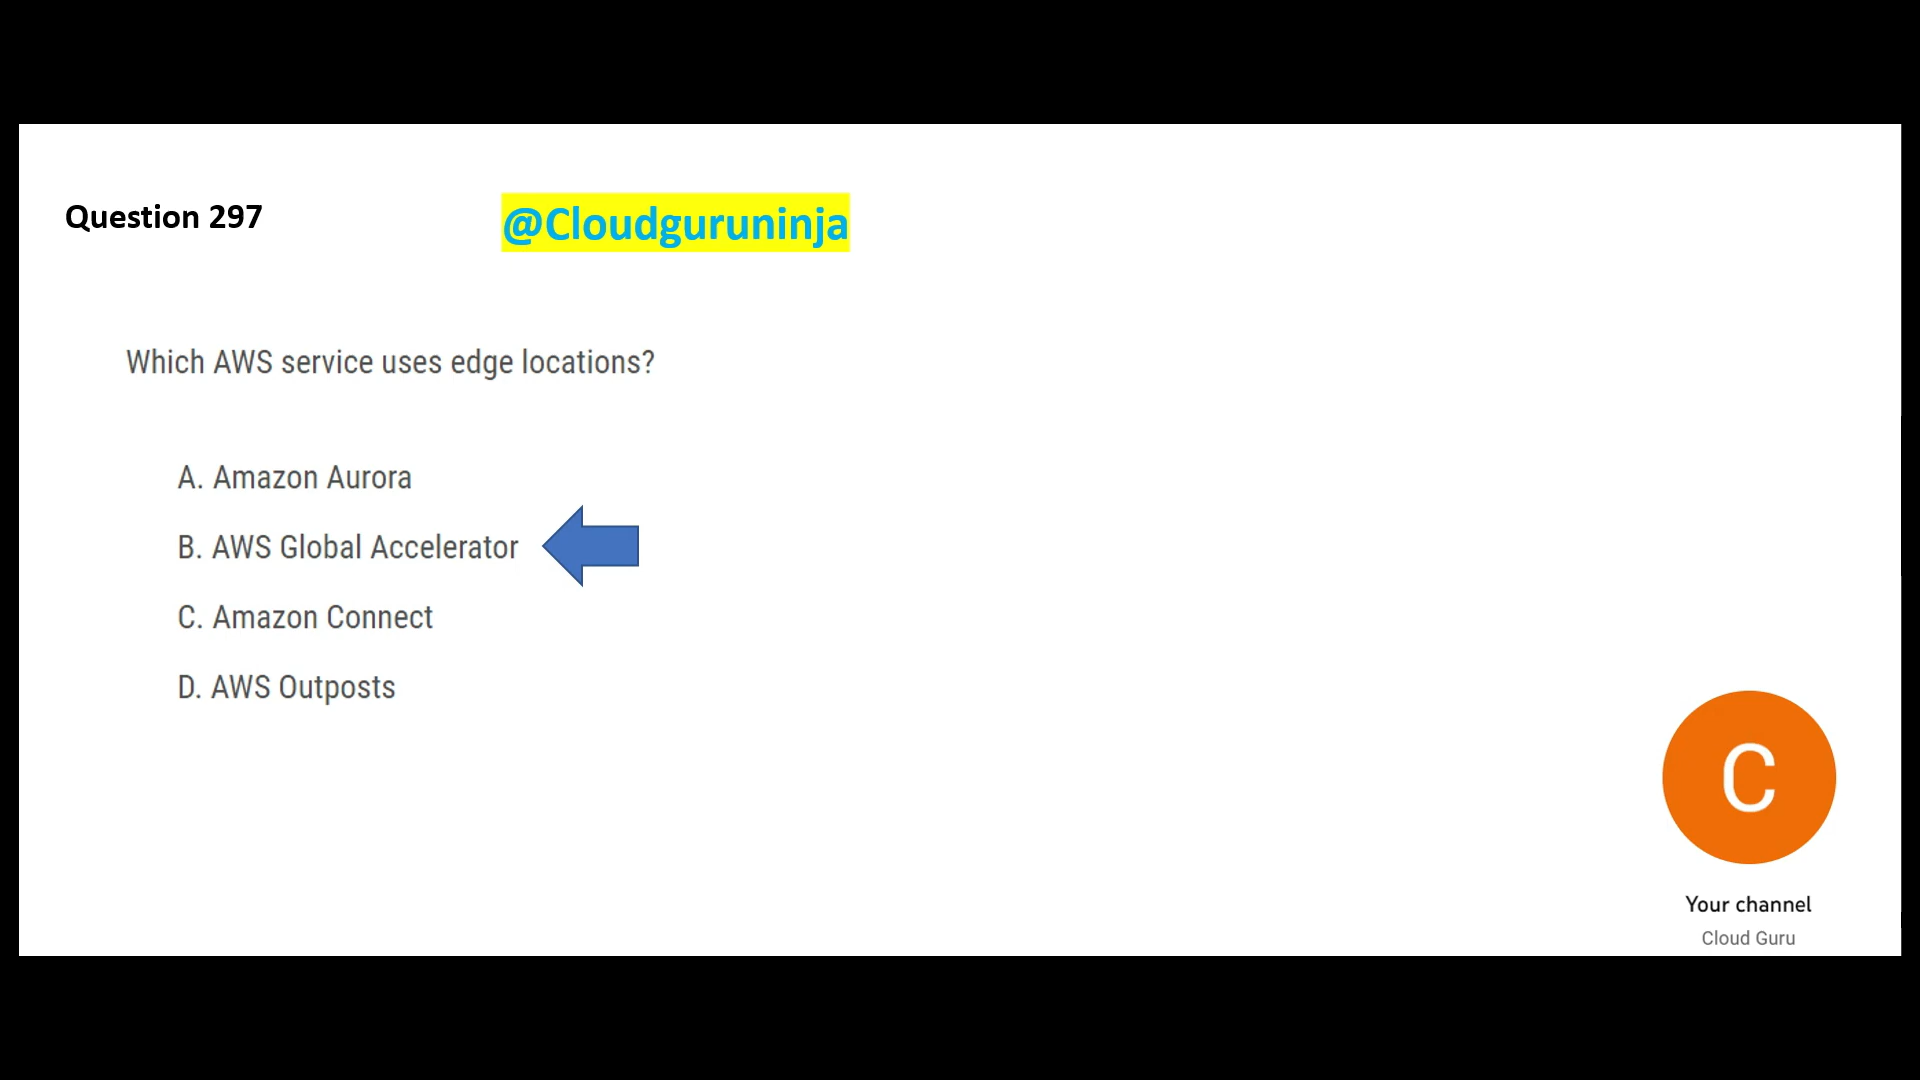 Question 297
@Cloudguruninja
Which AWS service uses edge locations?
A. Amazon Aurora
B. AWS Global Accelerator
C. Amazon Connect
D. AWS Outposts
C
Your channel
Cloud Guru